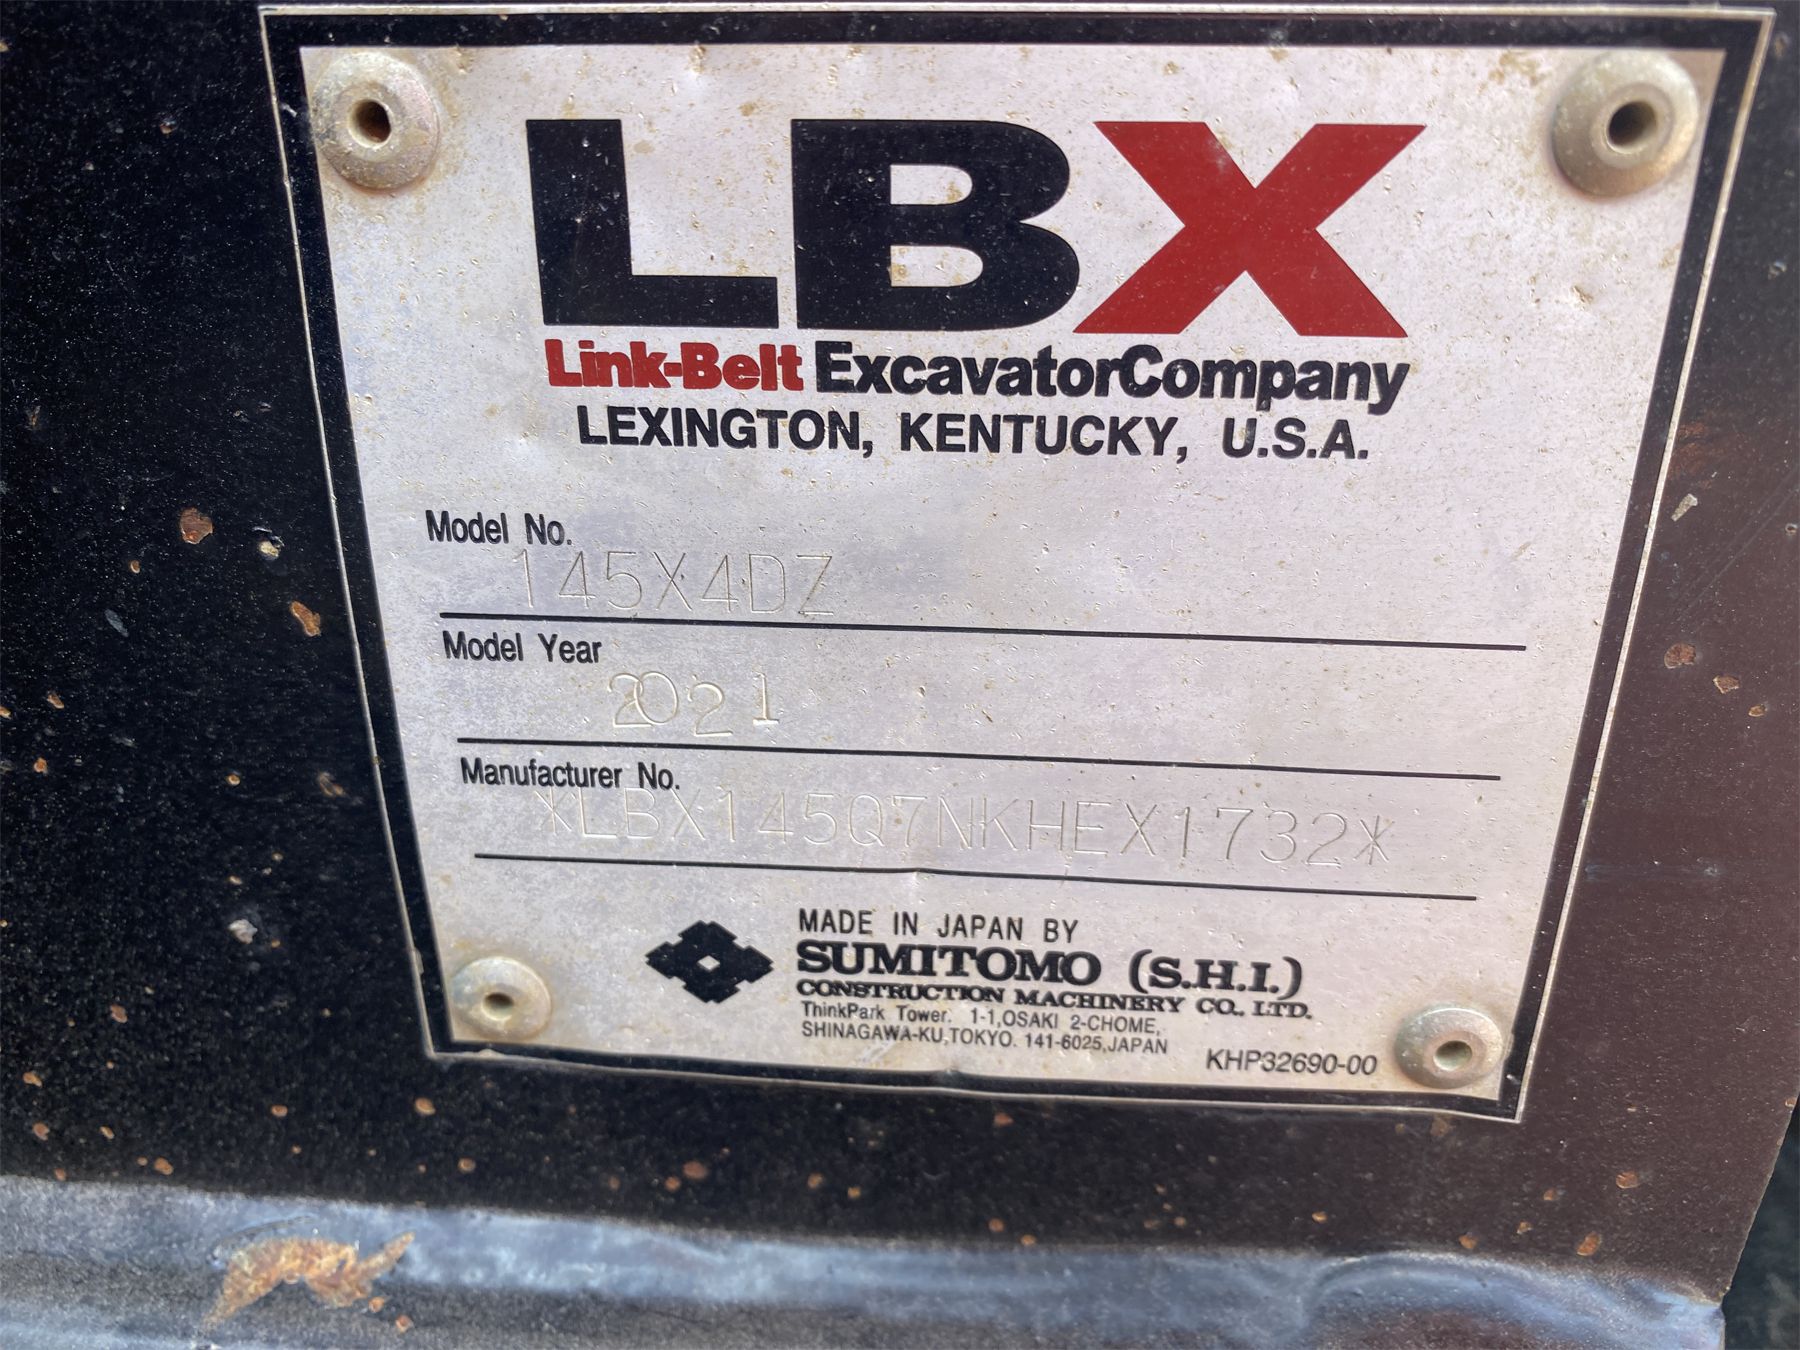 LBX
Link-Belt ExcavatorCompany
LEXINGTON, KENTUCKY, U.S.A.
Model No.
145X4DZ
Model Year
2021
Manufacturer No.
*LBX145Q7NKHEX1732*
MADE IN JAPAN BY
SUMITOMO (S.H.I.)
CONSTRUCTION MACHINERY CO., LTD.
ThinkPark Tower. 1-1,OSAKI 2-CHOME,
SHINAGAWA-KU,TOKYO. 141-6025,JAPAN
KHP32690-00